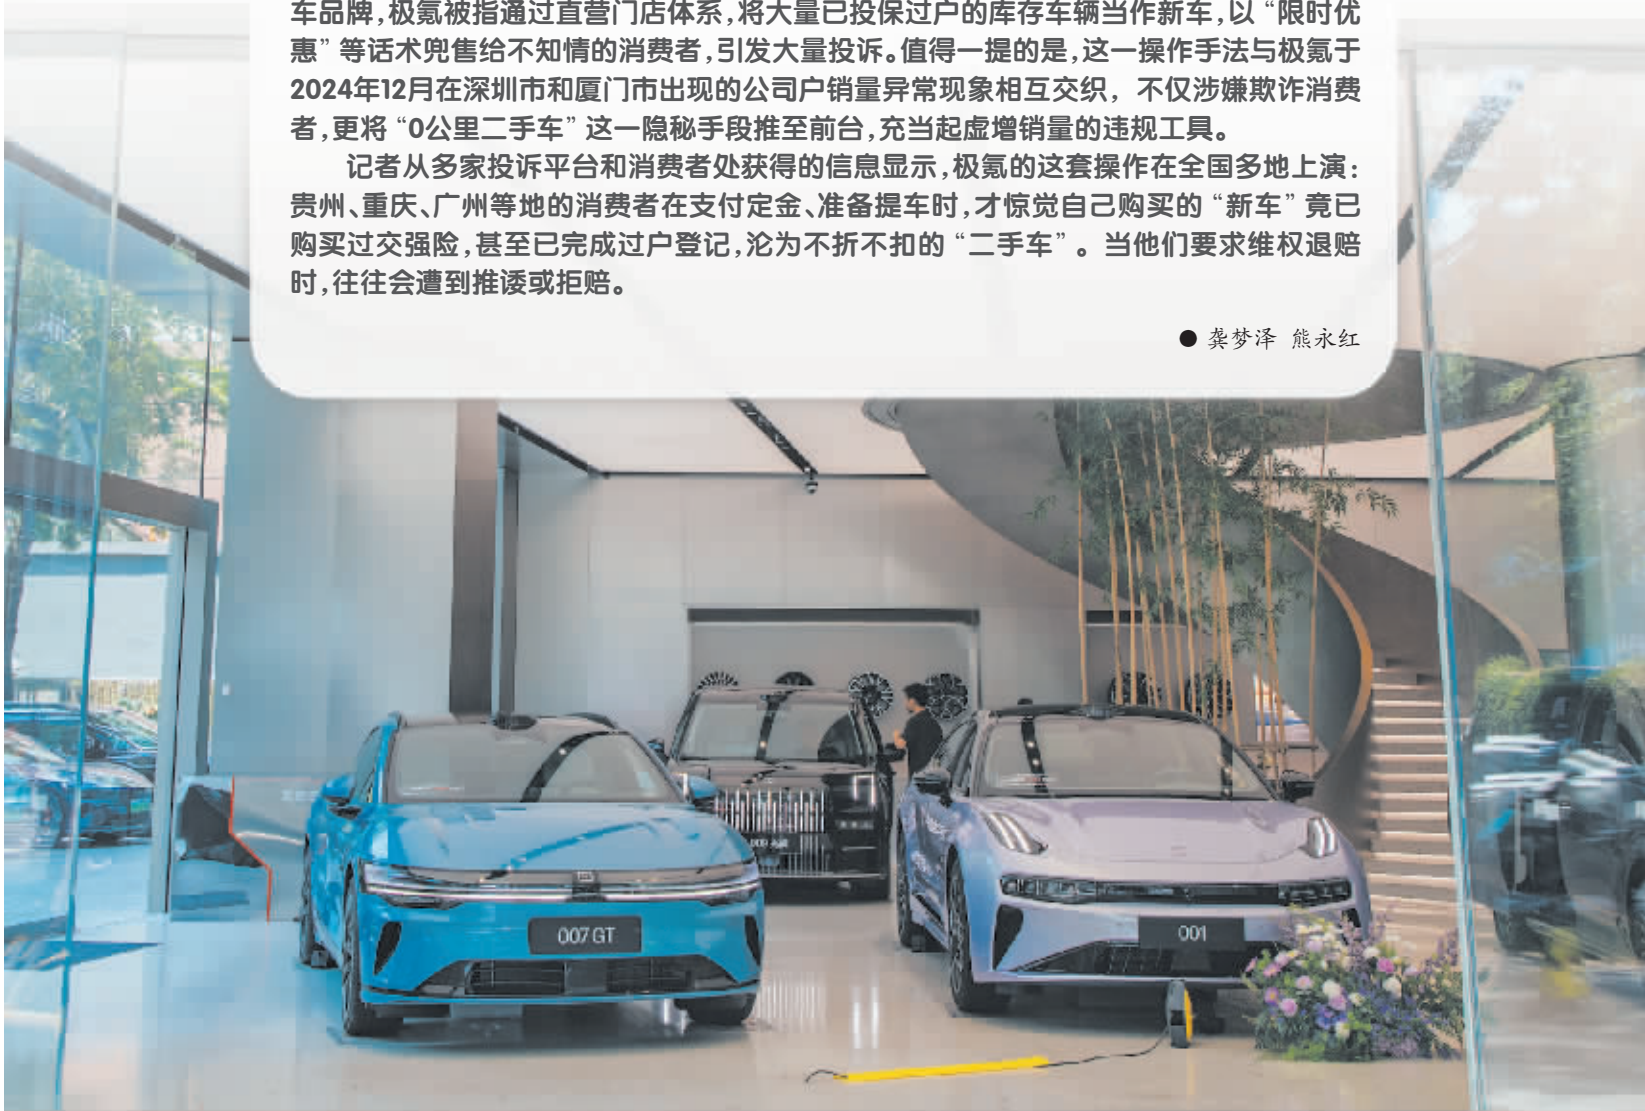 车品牌,极氪被指通过直营门店体系,将大量已投保过户的库存车辆当作新车,以“限时优
惠”等话术兜售给不知情的消费者,引发大量投诉。值得一提的是,这一操作手法与极氪于
2024年12月在深圳市和厦门市出现的公司户销量异常现象相互交织，不仅涉嫌欺诈消费
者,更将“0公里二手车”这一隐秘手段推至前台,充当起虚增销量的违规工具。
记者从多家投诉平台和消费者处获得的信息显示,极氪的这套操作在全国多地上演：
贵州、重庆、广州等地的消费者在支付定金、准备提车时,才惊觉自己购买的“新车”竟已
购买过交强险,甚至已完成过户登记,沦为不折不扣的“二手车”。当他们要求维权退赔
时,往往会遭到推诿或拒赔。
● 龚梦泽 熊永红
007 GT
001